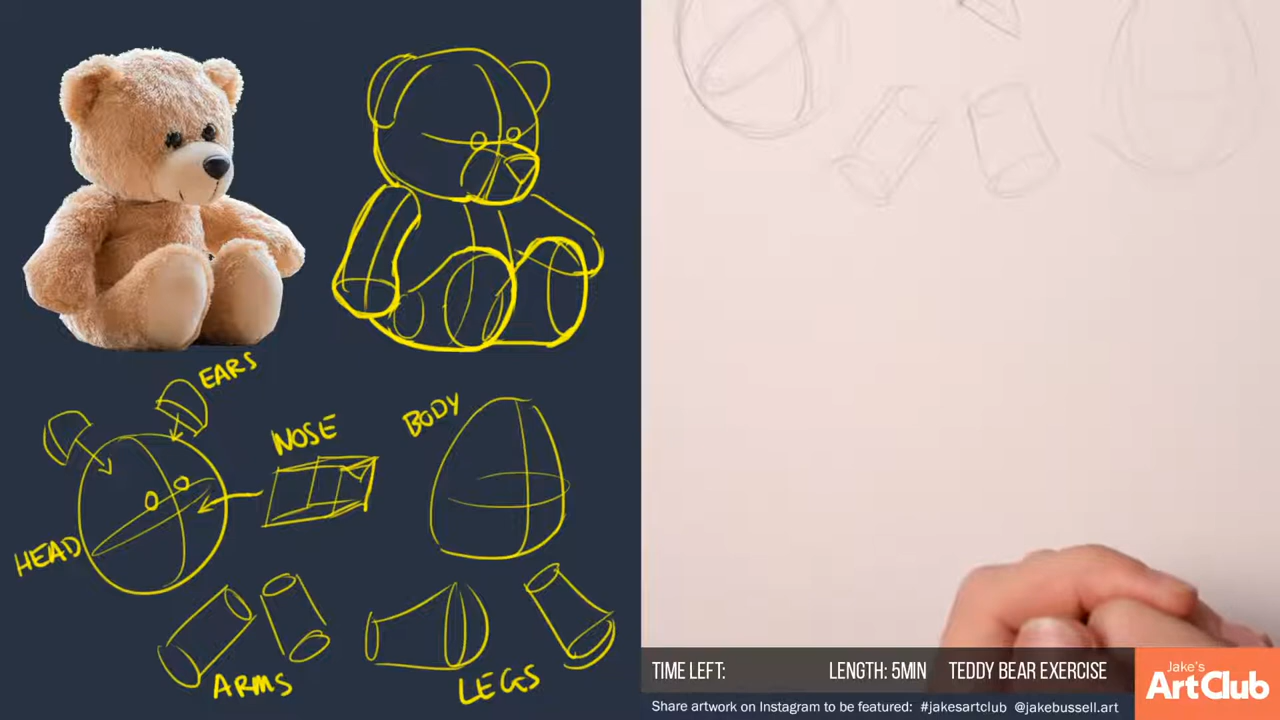 EARS
NOSE
BODY
HEAD
ARMS
LEGS
TIME LEFT:
LENGTH: 5MIN
TEDDY BEAR EXERCISE
Jake's
ArtClub
Share artwork on Instagram to be featured: #jakesartclub @jakebussell.art